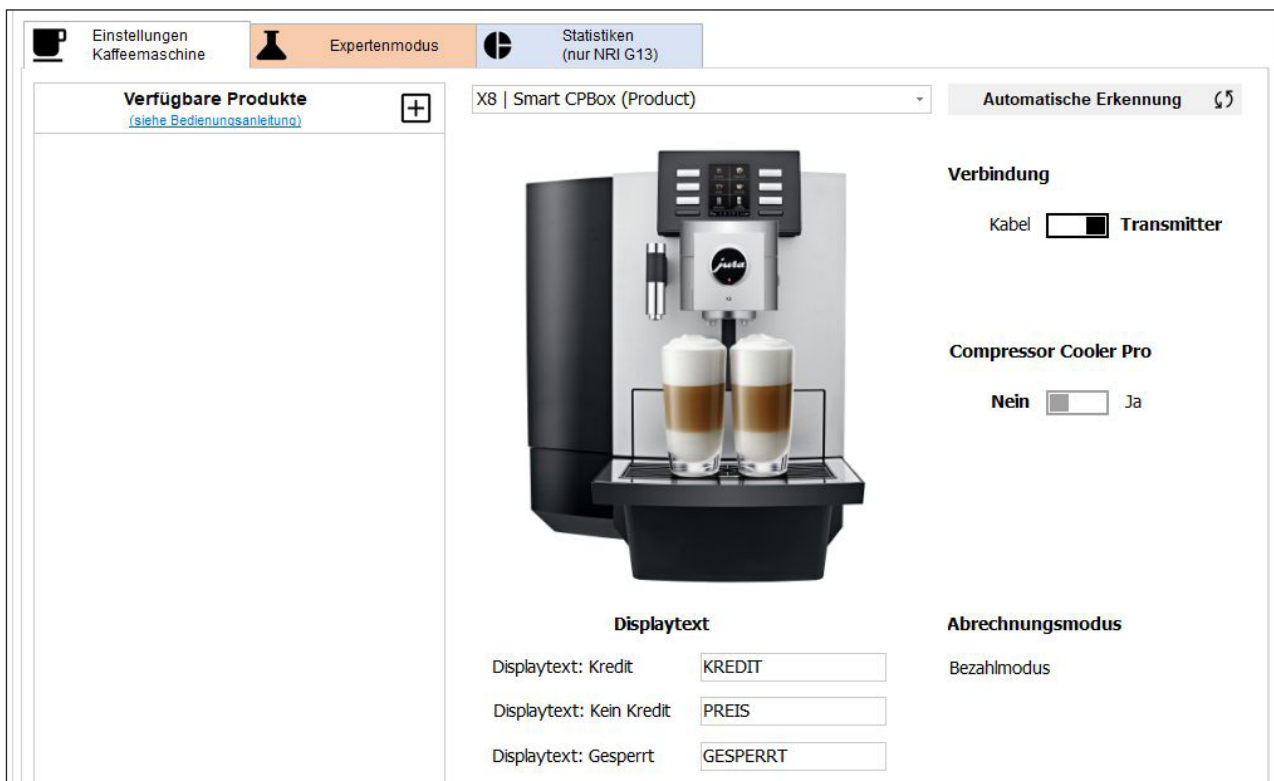 Einstellungen
Kaffeemaschine
Expertenmodus
Statistiken
(nur NRI G13)
Verfügbare Produkte
(siehe Bedienungsanleitung)
X8 | Smart CPBox (Product)
Automatische Erkennung
jura
Verbindung
Kabel Transmitter
Compressor Cooler Pro
Nein Ja
Displaytext
Displaytext: Kredit KREDIT
Displaytext: Kein Kredit PREIS
Displaytext: Gesperrt GESPERRT
Abrechnungsmodus
Bezahlmodus